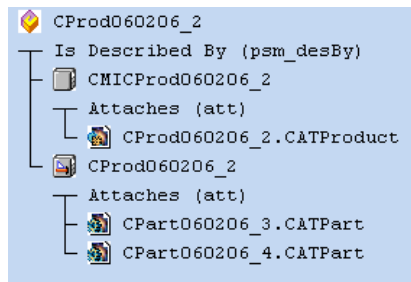 CProd060206_2
Is Described By (psm_desBy)
CMICProd060206_2
Attaches (att)
CProd060206_2.CATProduct
CProd060206_2
Attaches (att)
CPart060206_3.CATPart
CPart060206_4.CATPart